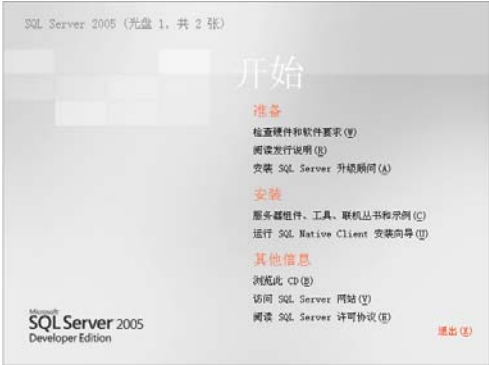 SQL Server 2005 (光盘 1，共 2 张)
开始
准备
检查硬件和软件要求(W)
阅读发行说明(R)
安装 SQL Server 升级顾问(A)
安装
服务器组件、工具、联机丛书和示例(C)
运行 SQL Native Client 安装向导(U)
其他信息
浏览此 CD(B)
访问 SQL Server 网站(V)
阅读 SQL Server 许可协议(E)
Microsoft
SQL Server 2005
Developer Edition
退出(X)